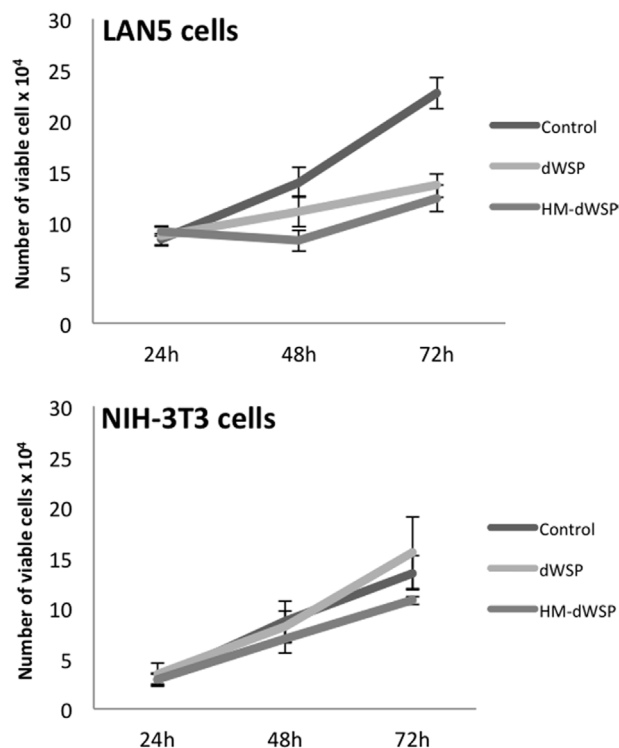 LAN5 cells
Number of viable cell x 10⁴
30
25
20
15
10
5
0
24h 48h 72h
Control
dWSP
HM-dWSP
NIH-3T3 cells
Number of viable cells x 10⁴
30
25
20
15
10
5
0
24h 48h 72h
Control
dWSP
HM-dWSP